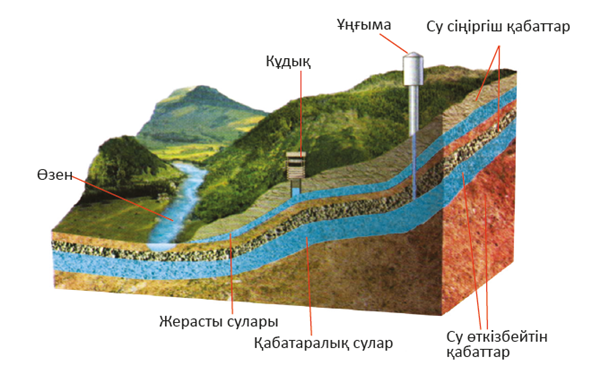 Ұңғыма
Су сіңіргіш қабаттар
Құдық
Өзен
Жерасты сулары
Қабатаралық сулар
Су өткізбейтін
қабаттар